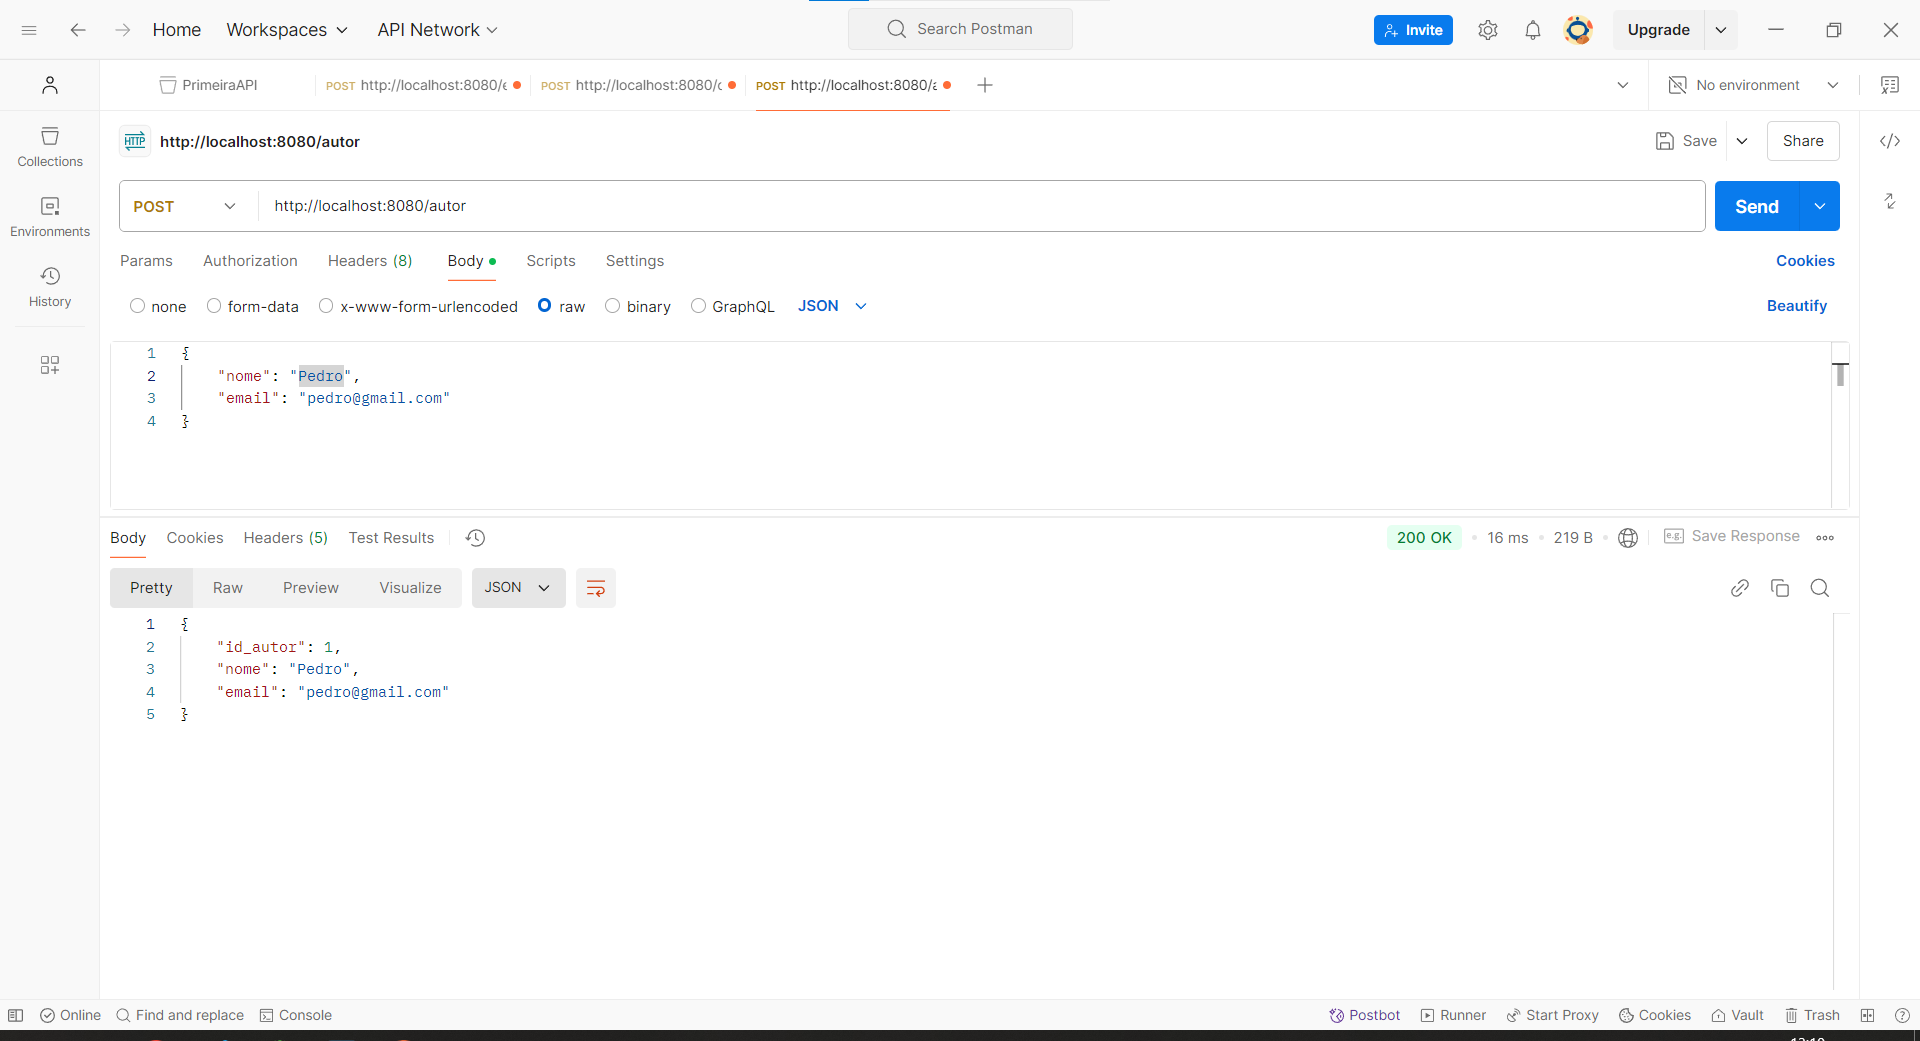 Home Workspaces API Network Search Postman Invite Upgrade
PrimeiraAPI POST http://localhost:8080/ POST http://localhost:8080/ POST http://localhost:8080/ No environment
HTTP http://localhost:8080/autor Save Share
Collections
POST http://localhost:8080/autor Send
Environments
Params Authorization Headers (8) Body Scripts Settings Cookies
History
none form-data x-www-form-urlencoded raw binary GraphQL JSON Beautify
1 {
2 "nome": "Pedro",
3 "email": "pedro@gmail.com"
4 }
Body Cookies Headers (5) Test Results 200 OK 16 ms 219 B e.g. Save Response
Pretty Raw Preview Visualize JSON
1 {
2 "id_autor": 1,
3 "nome": "Pedro",
4 "email": "pedro@gmail.com"
5 }
Online Find and replace Console Postbot Runner Start Proxy Cookies Vault Trash